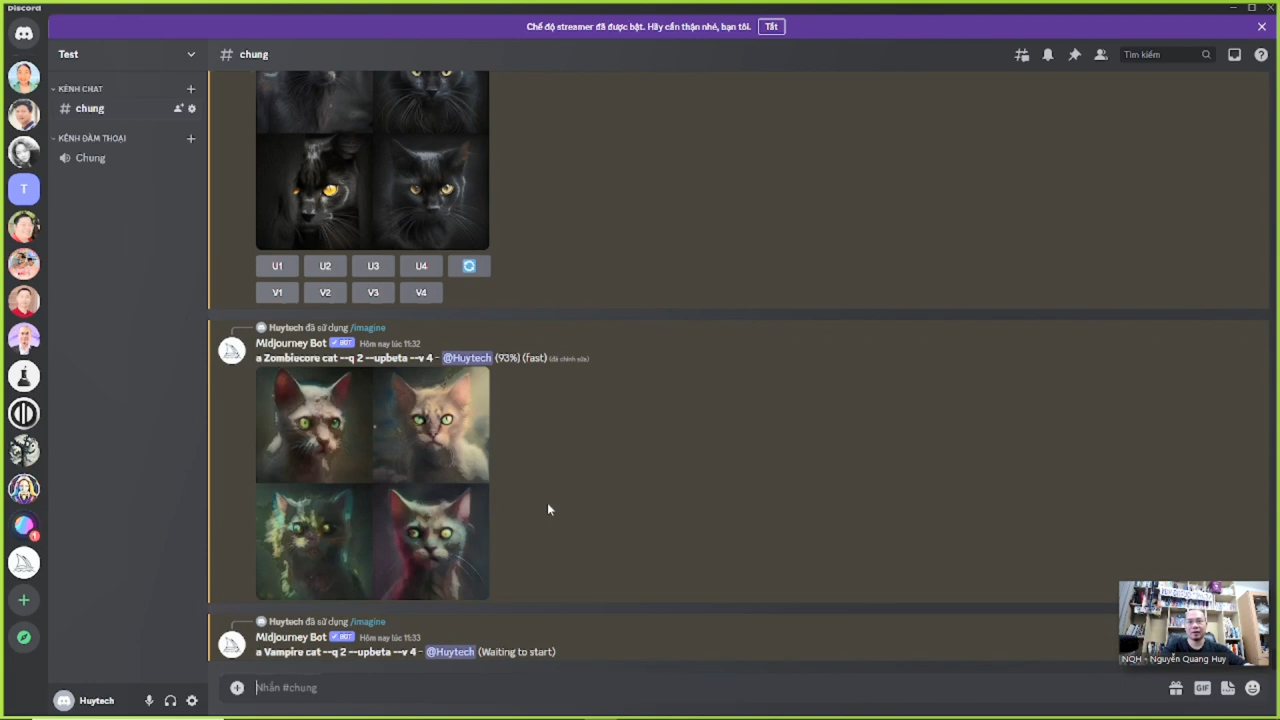 Discord
Chế độ streamer đã được bật. Hãy cẩn thận nhé, bạn tôi.
Tắt
Test
chung
Tìm kiếm
KÊNH CHAT
chung
KÊNH ĐÀM THOẠI
Chung
T
U1 U2 U3 U4
V1 V2 V3 V4
Huytech đã sử dụng /imagine
Midjourney Bot BOT Hôm nay lúc 11:32
a Zombiecore cat --q 2 --upbeta --v 4 - @Huytech (93%) (fast) (đã chỉnh sửa)
Huytech đã sử dụng /imagine
Midjourney Bot BOT Hôm nay lúc 11:33
a Vampire cat --q 2 --upbeta --v 4 - @Huytech (Waiting to start)
1
NQH - Nguyễn Quang Huy
Nhắn #chung
GIF
Huytech